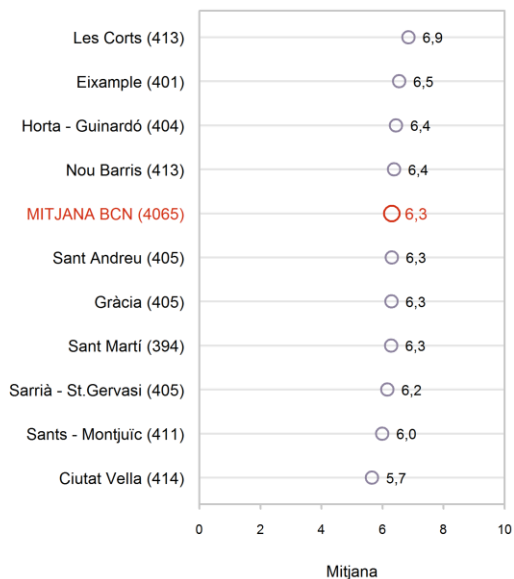 Les Corts (413) 6,9
Eixample (401) 6,5
Horta - Guinardó (404) 6,4
Nou Barris (413) 6,4
MITJANA BCN (4065) 6,3
Sant Andreu (405) 6,3
Gràcia (405) 6,3
Sant Martí (394) 6,3
Sarrià - St.Gervasi (405) 6,2
Sants - Montjuïc (411) 6,0
Ciutat Vella (414) 5,7
0 2 4 6 8 10
Mitjana